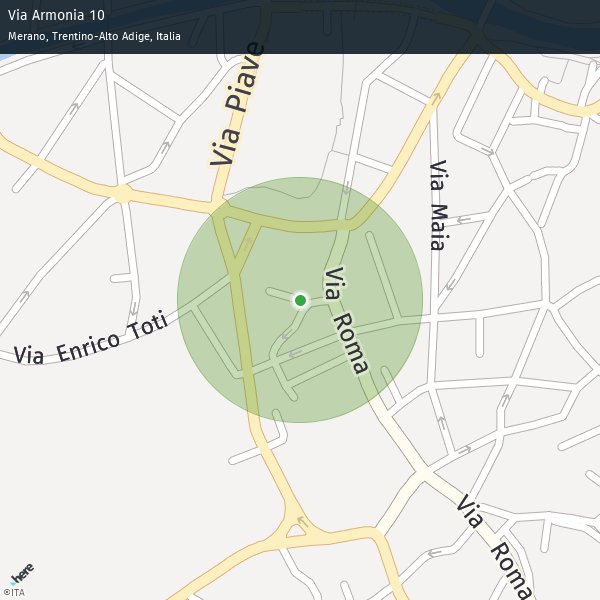 Via Armonia 10
Merano, Trentino-Alto Adige, Italia
Via Piave
Via Maia
Via Roma
Via Enrico Toti
Via Roma
here
©ITA